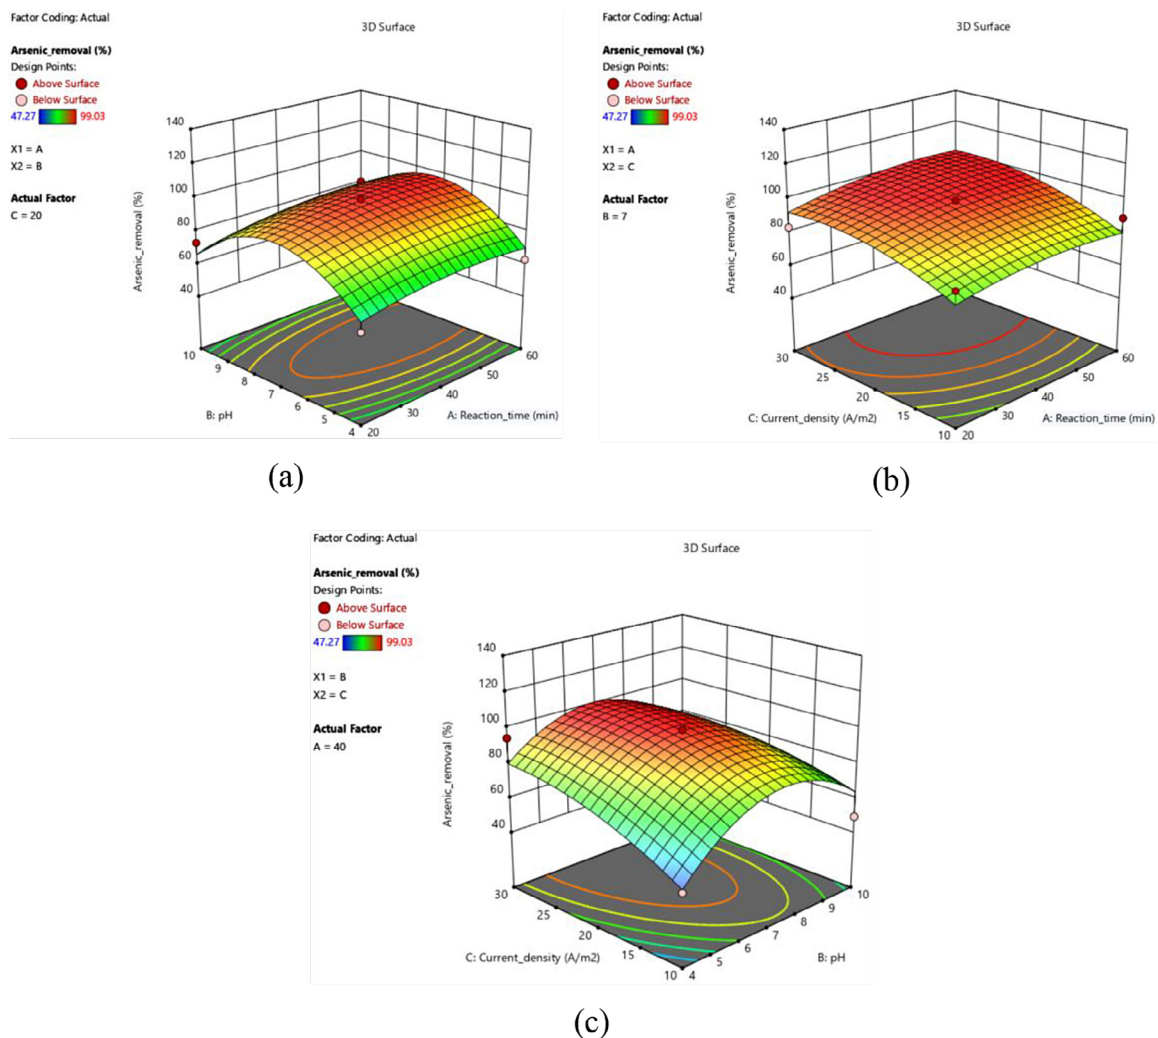 Factor Coding: Actual
3D Surface
Arsenic_removal (%)
Design Points:
Above Surface
Below Surface
47.27 99.03
X1 = A
X2 = B
Actual Factor
C = 20
140
120
100
80
60
40
Arsenic_removal (%)
10
9
8
7
6
5
4
B: pH
20
30
40
50
60
A: Reaction_time (min)
(a)
Factor Coding: Actual
3D Surface
Arsenic_removal (%)
Design Points:
Above Surface
Below Surface
47.27 99.03
X1 = A
X2 = C
Actual Factor
B = 7
140
120
100
80
60
40
Arsenic_removal (%)
30
25
20
15
10
C: Current_density (A/m2)
20
30
40
50
60
A: Reaction_time (min)
(b)
Factor Coding: Actual
3D Surface
Arsenic_removal (%)
Design Points:
Above Surface
Below Surface
47.27 99.03
X1 = B
X2 = C
Actual Factor
A = 40
140
120
100
80
60
40
Arsenic_removal (%)
30
25
20
15
10
C: Current_density (A/m2)
4
5
6
7
8
9
10
B: pH
(c)